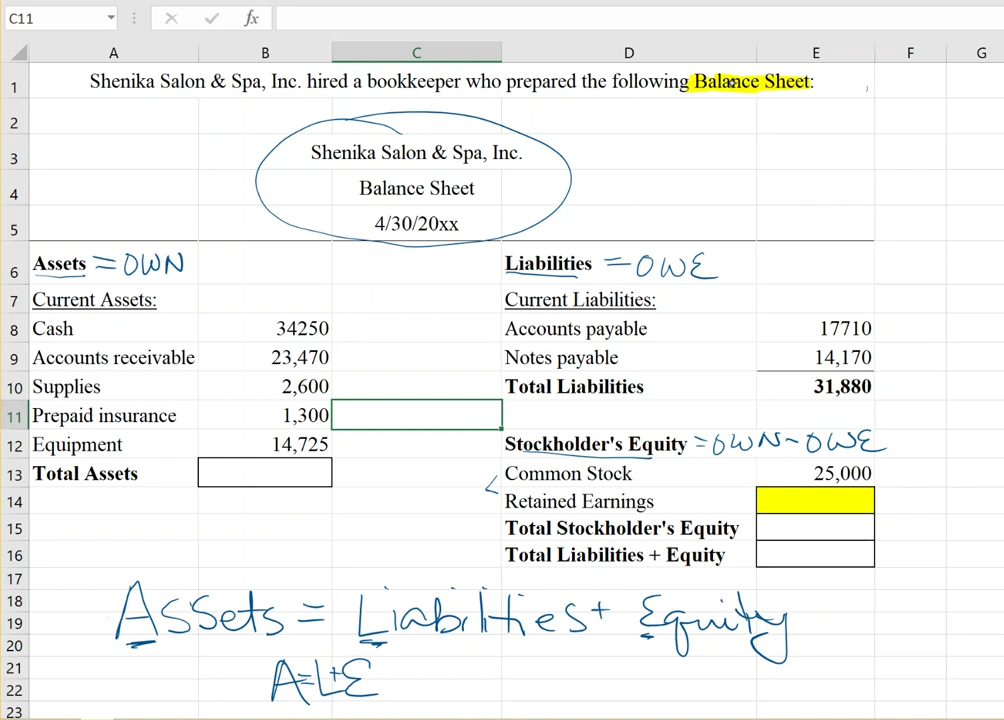 C11
fx
A B C D E F G
1 Shenika Salon & Spa, Inc. hired a bookkeeper who prepared the following Balance Sheet:
2
3 Shenika Salon & Spa, Inc.
4 Balance Sheet
5 4/30/20xx
6 Assets = OWN Liabilities = OWE
7 Current Assets: Current Liabilities:
8 Cash 34250 Accounts payable 17710
9 Accounts receivable 23,470 Notes payable 14,170
10 Supplies 2,600 Total Liabilities 31,880
11 Prepaid insurance 1,300
12 Equipment 14,725 Stockholder's Equity = OWN - OWE
13 Total Assets Common Stock 25,000
14 Retained Earnings
15 Total Stockholder's Equity
16 Total Liabilities + Equity
17
18
19 Assets = Liabilities + Equity
20
21 A=L+E
22
23